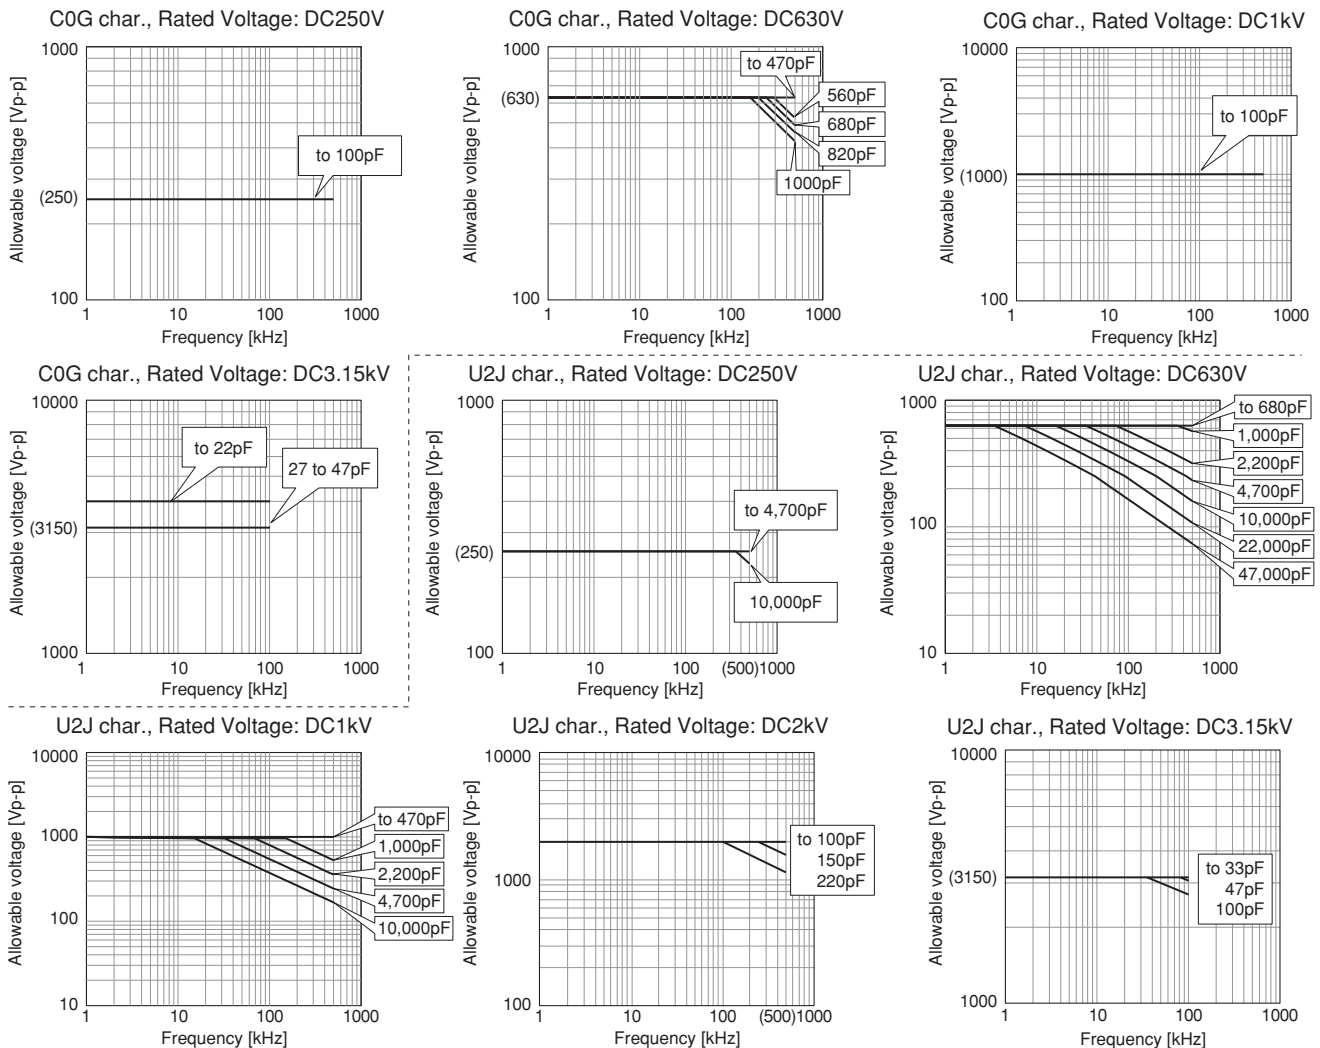 C0G char., Rated Voltage: DC250V
1000
(250)
100
Allowable voltage [Vp-p]
to 100pF
1 10 100 1000
Frequency [kHz]
C0G char., Rated Voltage: DC630V
1000
(630)
100
Allowable voltage [Vp-p]
to 470pF
560pF
680pF
820pF
1000pF
1 10 100 1000
Frequency [kHz]
C0G char., Rated Voltage: DC1kV
10000
(1000)
100
Allowable voltage [Vp-p]
to 100pF
1 10 100 1000
Frequency [kHz]
C0G char., Rated Voltage: DC3.15kV
10000
(3150)
1000
Allowable voltage [Vp-p]
to 22pF
27 to 47pF
1 10 100 1000
Frequency [kHz]
U2J char., Rated Voltage: DC250V
1000
(250)
100
Allowable voltage [Vp-p]
to 4,700pF
10,000pF
1 10 100 (500)1000
Frequency [kHz]
U2J char., Rated Voltage: DC630V
1000
100
10
Allowable voltage [Vp-p]
to 680pF
1,000pF
2,200pF
4,700pF
10,000pF
22,000pF
47,000pF
1 10 100 1000
Frequency [kHz]
U2J char., Rated Voltage: DC1kV
10000
1000
100
10
Allowable voltage [Vp-p]
to 470pF
1,000pF
2,200pF
4,700pF
10,000pF
1 10 100 1000
Frequency [kHz]
U2J char., Rated Voltage: DC2kV
10000
1000
100
Allowable voltage [Vp-p]
to 100pF
150pF
220pF
1 10 100 (500)1000
Frequency [kHz]
U2J char., Rated Voltage: DC3.15kV
10000
(3150)
1000
Allowable voltage [Vp-p]
to 33pF
47pF
100pF
1 10 100 1000
Frequency [kHz]